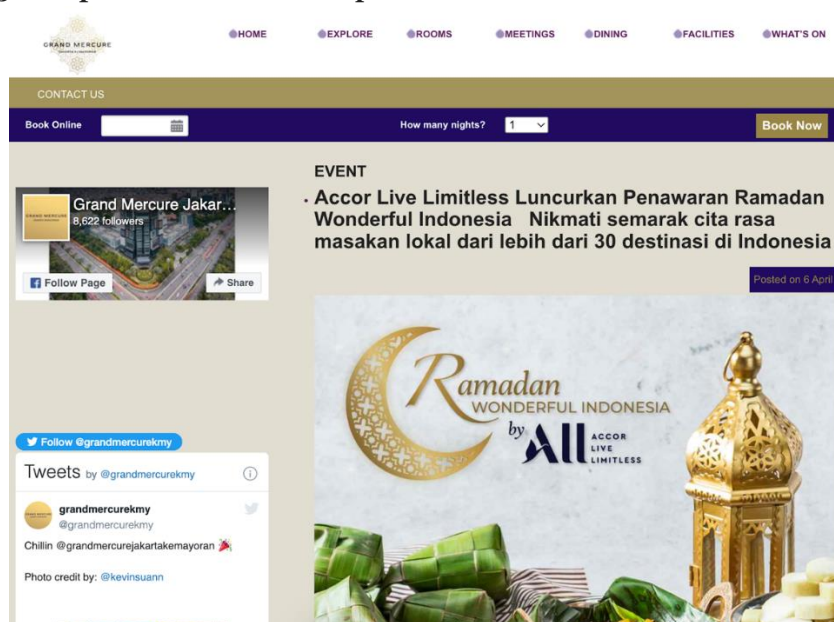 GRAND MERCURE
HOME
EXPLORE
ROOMS
MEETINGS
DINING
FACILITIES
WHAT'S ON
CONTACT US
Book Online
How many nights?
1
Book Now
EVENT
Accor Live Limitless Luncurkan Penawaran Ramadan
Wonderful Indonesia Nikmati semarak cita rasa
masakan lokal dari lebih dari 30 destinasi di Indonesia
Posted on 6 April
Grand Mercure Jakar...
8,622 followers
Follow Page
Share
Ramadan
WONDERFUL INDONESIA
by ALL ACCOR
LIVE
LIMITLESS
Follow @grandmercurekmy
Tweets by @grandmercurekmy
grandmercurekmy
@grandmercurekmy
Chillin @grandmercurejakartakemayoran
Photo credit by: @kevinsuann